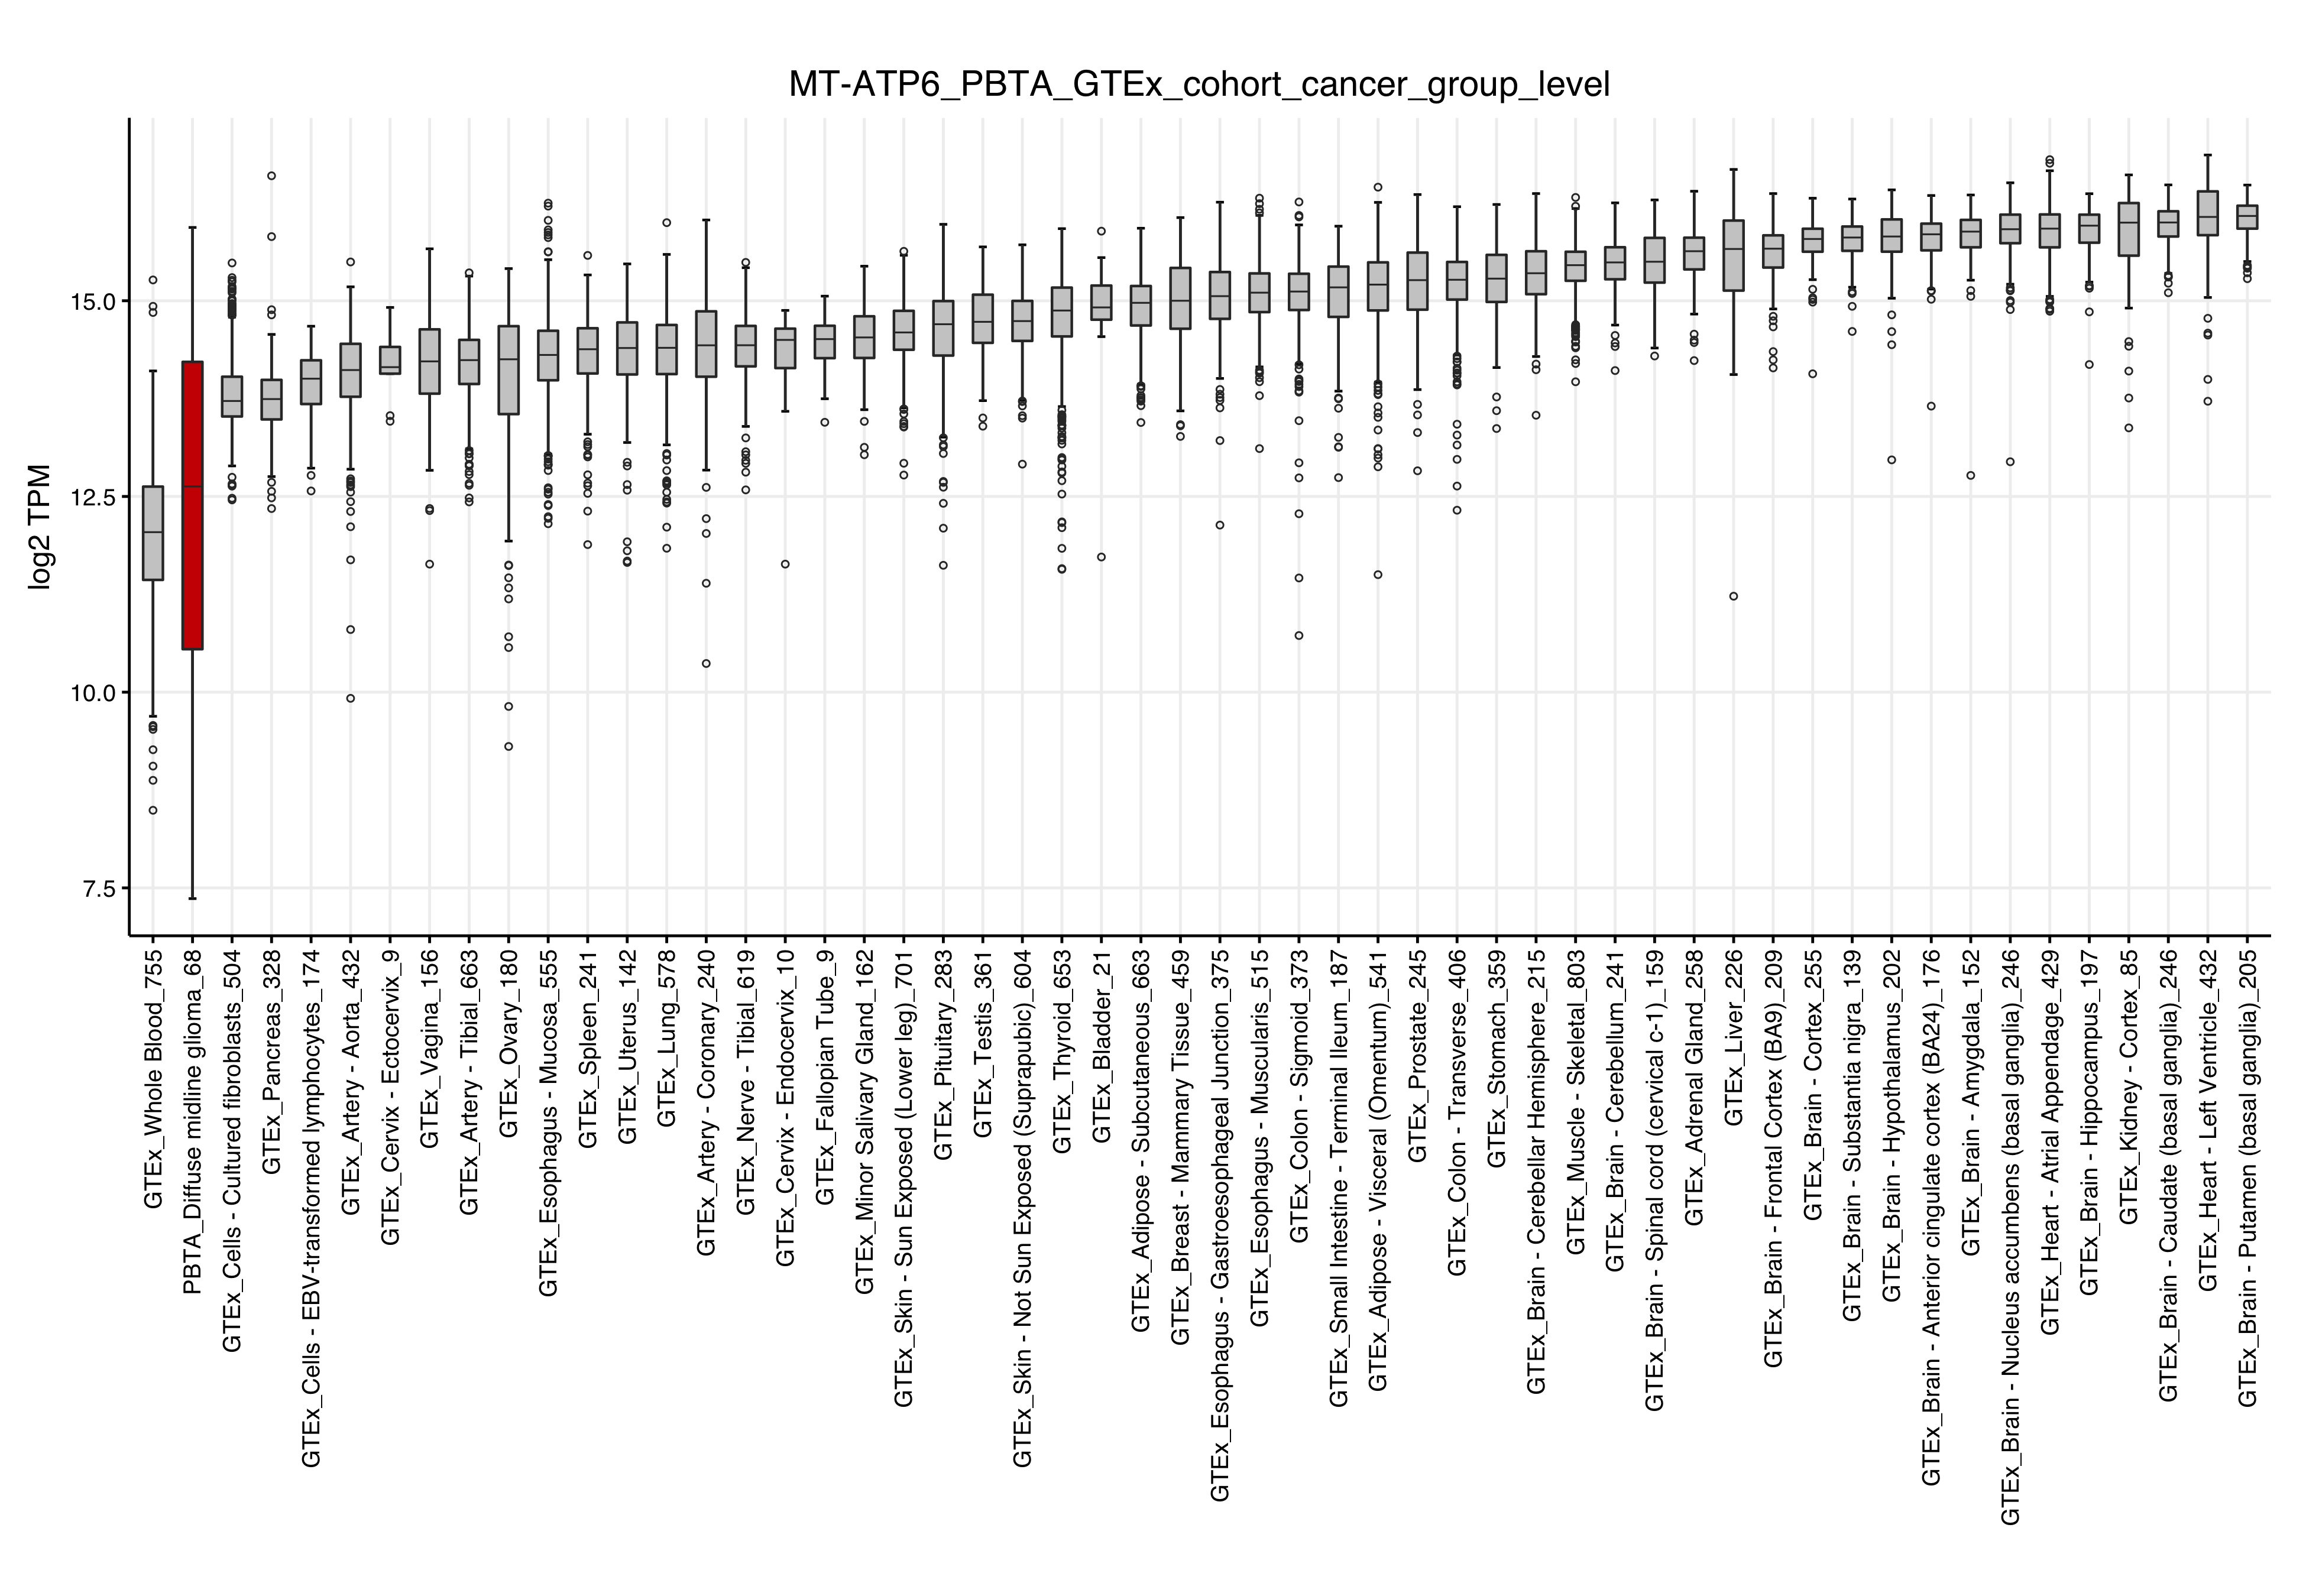 MT-ATP6_PBTA_GTEx_cohort_cancer_group_level
log2 TPM
15.0
12.5
10.0
7.5
GTEx_Whole Blood_755
PBTA_Diffuse midline glioma_68
GTEx_Cells - Cultured fibroblasts_504
GTEx_Pancreas_328
GTEx_Cells - EBV-transformed lymphocytes_174
GTEx_Artery - Aorta_432
GTEx_Cervix - Ectocervix_9
GTEx_Vagina_156
GTEx_Artery - Tibial_663
GTEx_Ovary_180
GTEx_Esophagus - Mucosa_555
GTEx_Spleen_241
GTEx_Uterus_142
GTEx_Lung_578
GTEx_Artery - Coronary_240
GTEx_Nerve - Tibial_619
GTEx_Cervix - Endocervix_10
GTEx_Fallopian Tube_9
GTEx_Minor Salivary Gland_162
GTEx_Skin - Sun Exposed (Lower leg)_701
GTEx_Pituitary_283
GTEx_Testis_361
GTEx_Skin - Not Sun Exposed (Suprapubic)_604
GTEx_Thyroid_653
GTEx_Bladder_21
GTEx_Adipose - Subcutaneous_663
GTEx_Breast - Mammary Tissue_459
GTEx_Esophagus - Gastroesophageal Junction_375
GTEx_Esophagus - Muscularis_515
GTEx_Colon - Sigmoid_373
GTEx_Small Intestine - Terminal Ileum_187
GTEx_Adipose - Visceral (Omentum)_541
GTEx_Prostate_245
GTEx_Colon - Transverse_406
GTEx_Stomach_359
GTEx_Brain - Cerebellar Hemisphere_215
GTEx_Muscle - Skeletal_803
GTEx_Brain - Cerebellum_241
GTEx_Brain - Spinal cord (cervical c-1)_159
GTEx_Adrenal Gland_258
GTEx_Liver_226
GTEx_Brain - Frontal Cortex (BA9)_209
GTEx_Brain - Cortex_255
GTEx_Brain - Substantia nigra_139
GTEx_Brain - Hypothalamus_202
GTEx_Brain - Anterior cingulate cortex (BA24)_176
GTEx_Brain - Amygdala_152
GTEx_Brain - Nucleus accumbens (basal ganglia)_246
GTEx_Heart - Atrial Appendage_429
GTEx_Brain - Hippocampus_197
GTEx_Kidney - Cortex_85
GTEx_Brain - Caudate (basal ganglia)_246
GTEx_Heart - Left Ventricle_432
GTEx_Brain - Putamen (basal ganglia)_205